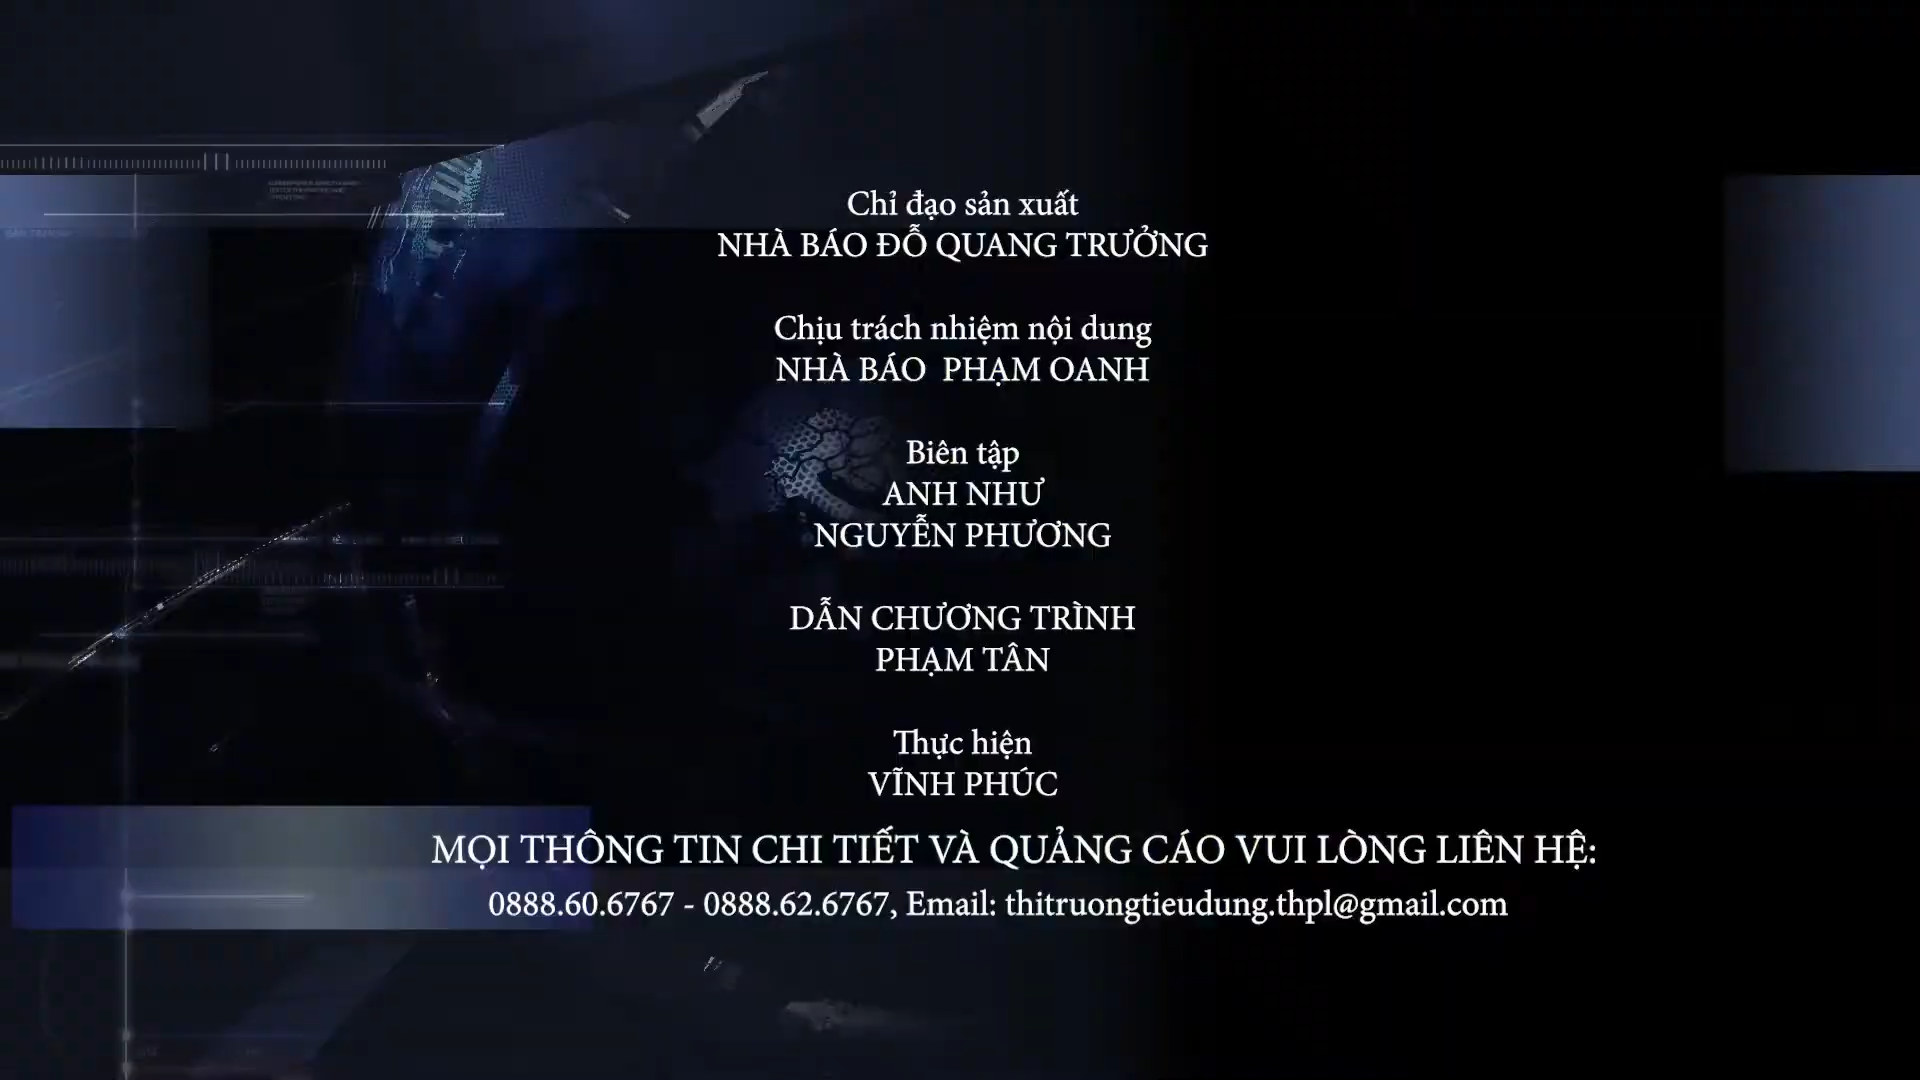 Chỉ đạo sản xuất
NHÀ BÁO ĐỖ QUANG TRƯỞNG
Chịu trách nhiệm nội dung
NHÀ BÁO PHẠM OANH
Biên tập
ANH NHƯ
NGUYỄN PHƯƠNG
DẪN CHƯƠNG TRÌNH
PHẠM TÂN
Thực hiện
VĨNH PHÚC
MỌI THÔNG TIN CHI TIẾT VÀ QUẢNG CÁO VUI LÒNG LIÊN HỆ:
0888.60.6767 - 0888.62.6767, Email: thitruongtieudung.thpl@gmail.com